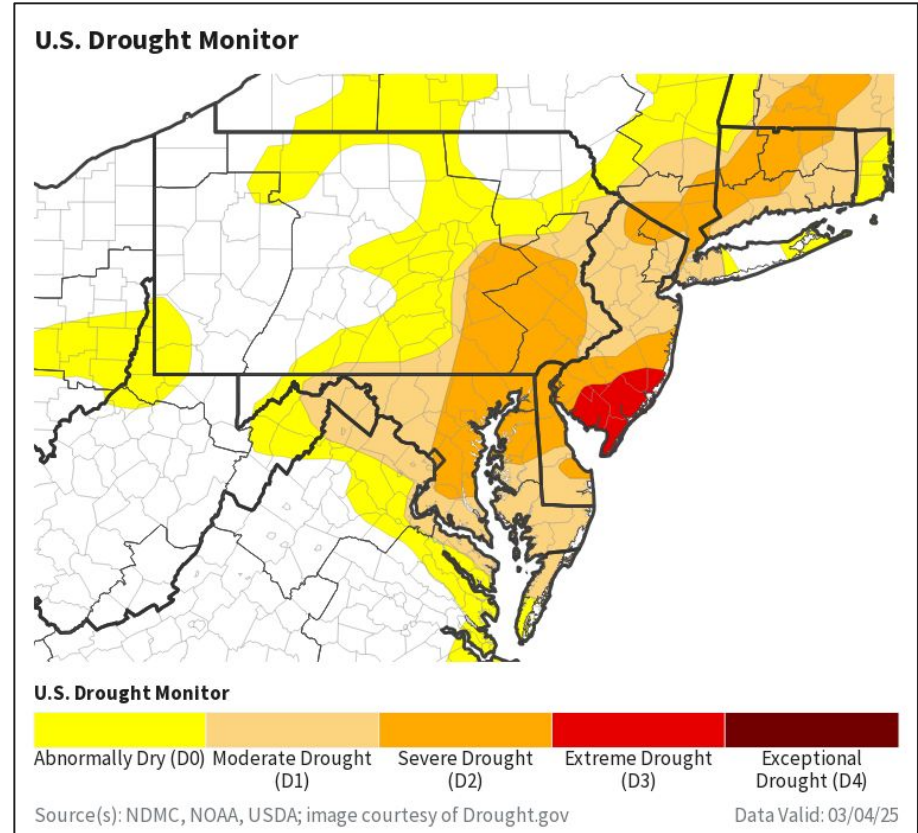 U.S. Drought Monitor
U.S. Drought Monitor
Abnormally Dry (D0)
Moderate Drought
(D1)
Severe Drought
(D2)
Extreme Drought
(D3)
Exceptional
Drought (D4)
Source(s): NDMC, NOAA, USDA; image courtesy of Drought.gov
Data Valid: 03/04/25